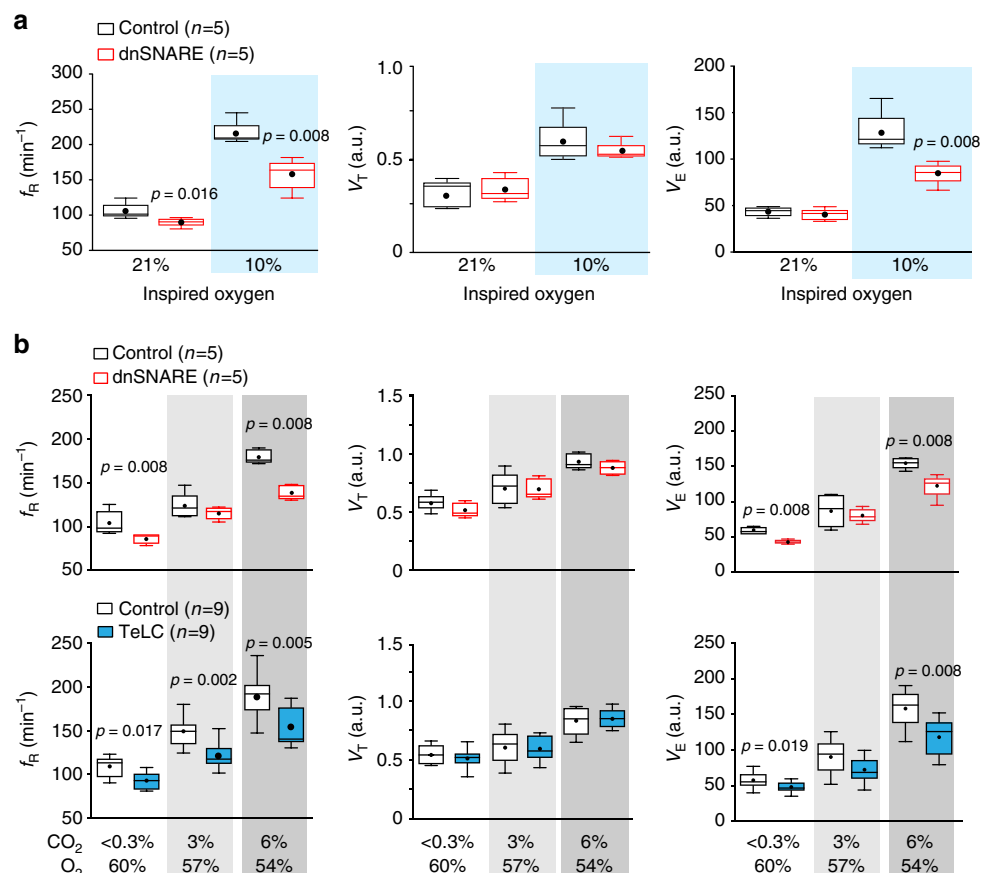 a
Control (n=5)
dnSNARE (n=5)
300
250
200
150
100
50
fR (min−1)
p = 0.016
p = 0.008
21%
10%
Inspired oxygen
1.0
0.5
0
VT (a.u.)
21%
10%
Inspired oxygen
200
150
100
50
0
VE (a.u.)
p = 0.008
21%
10%
Inspired oxygen
b
Control (n=5)
dnSNARE (n=5)
250
200
150
100
50
fR (min−1)
p = 0.008
p = 0.008
1.5
1.0
0.5
0
VT (a.u.)
250
200
150
100
50
0
VE (a.u.)
p = 0.008
p = 0.008
Control (n=9)
TeLC (n=9)
250
200
150
100
50
fR (min−1)
p = 0.017
p = 0.002
p = 0.005
1.5
1.0
0.5
0
VT (a.u.)
250
200
150
100
50
0
VE (a.u.)
p = 0.019
p = 0.008
CO2 <0.3% 3% 6% <0.3% 3% 6% <0.3% 3% 6%
O2 60% 57% 54% 60% 57% 54% 60% 57% 54%